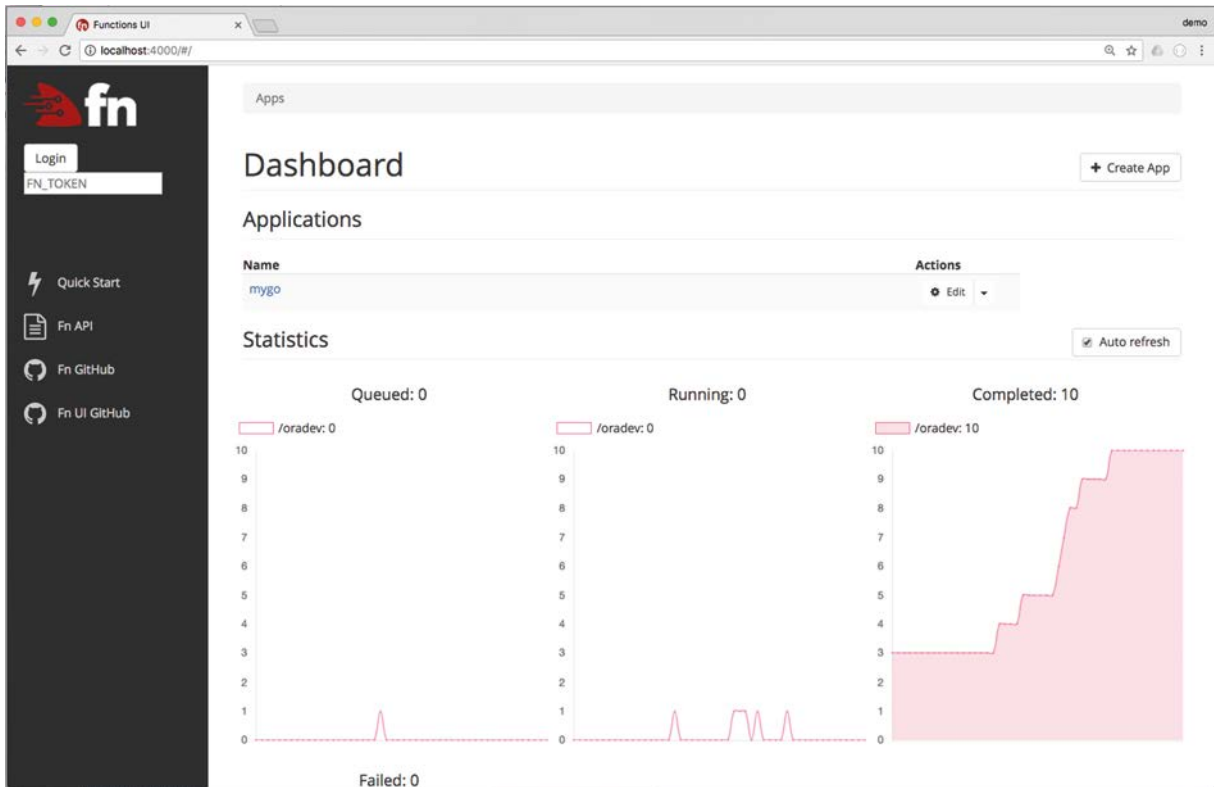 Functions UI
demo
localhost:4000/#/
fn
Login
FN_TOKEN
Quick Start
Fn API
Fn GitHub
Fn UI GitHub
Apps
Dashboard
+ Create App
Applications
Name Actions
mygo Edit
Statistics
Auto refresh
Queued: 0 Running: 0 Completed: 10
/oradev: 0 /oradev: 0 /oradev: 10
10 10 10
9 9 9
8 8 8
7 7 7
6 6 6
5 5 5
4 4 4
3 3 3
2 2 2
1 1 1
0 0 0
Failed: 0